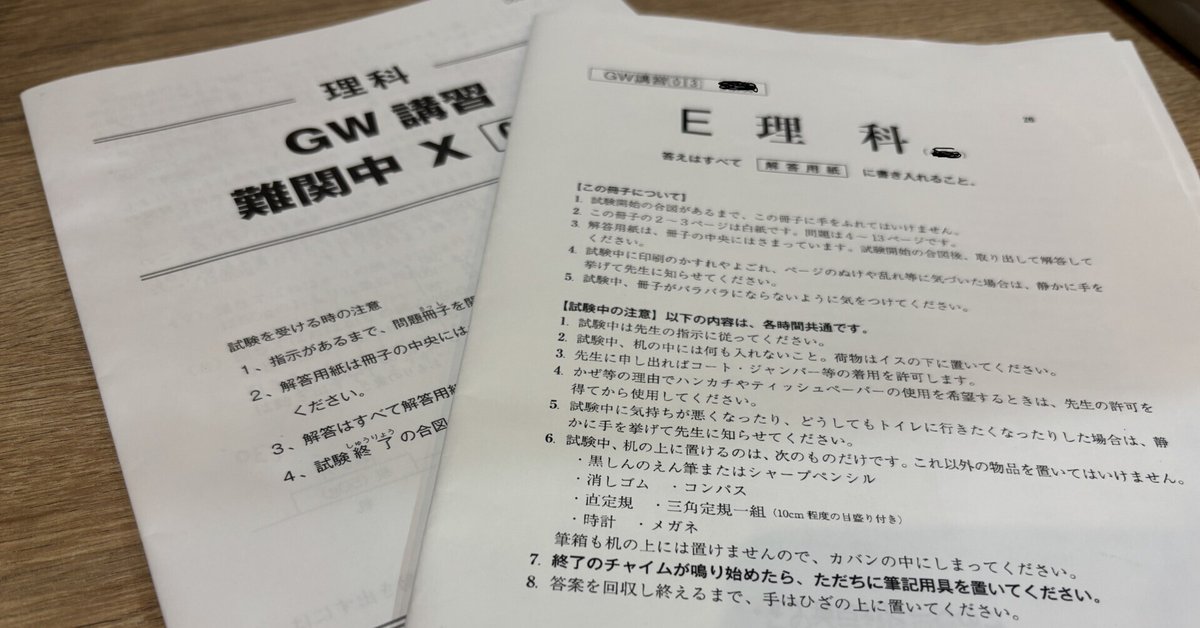 理科
GW 講習
難関中 X
試験を受ける時の注意
1、指示があるまで、問題冊子を開
2、解答用紙は冊子の中央には
ください。
3、解答はすべて解答用紙
しゅうりょう
4、試験終了の合図
GW講習
26
E 理 科
答えはすべて 解答用紙 に書き入れること。
【この冊子について】
1. 試験開始の合図があるまで、この冊子に手をふれてはいけません。
2. この冊子の2～3ページは白紙です。問題は4～13ページです。
3. 解答用紙は、冊子の中央にはさまっています。試験開始の合図後、取り出して解答して
ください。
4. 試験中に印刷のかすれやよごれ、ページのぬけや乱れ等に気づいた場合は、静かに手を
挙げて先生に知らせてください。
5. 試験中、冊子がバラバラにならないように気をつけてください。
【試験中の注意】以下の内容は、各時間共通です。
1. 試験中は先生の指示に従ってください。
2. 試験中、机の中には何も入れないこと。荷物はイスの下に置いてください。
3. 先生に申し出ればコート・ジャンパー等の着用を許可します。
4. かぜ等の理由でハンカチやティッシュペーパーの使用を希望するときは、先生の許可を
得てから使用してください。
5. 試験中に気持ちが悪くなったり、どうしてもトイレに行きたくなったりした場合は、静
かに手を挙げて先生に知らせてください。
6. 試験中、机の上に置けるのは、次のものだけです。これ以外の物品を置いてはいけません。
・黒しんのえん筆またはシャープペンシル
・消しゴム ・コンパス
・直定規 ・三角定規一組（10cm 程度の目盛り付き）
・時計 ・メガネ
筆箱も机の上には置けませんので、カバンの中にしまってください。
7. 終了のチャイムが鳴り始めたら、ただちに筆記用具を置いてください。
8. 答案を回収し終えるまで、手はひざの上に置いてください。